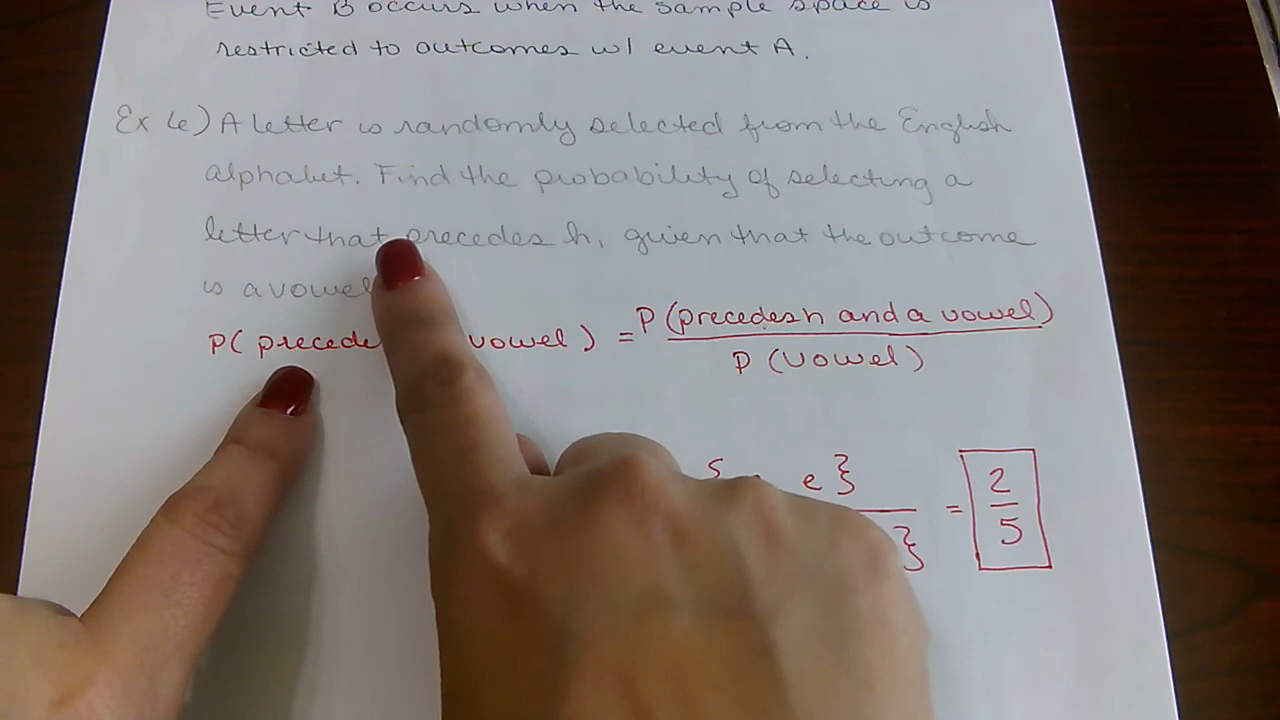 Event B occurs when the sample space is
restricted to outcomes w/ event A.
Ex 6) A letter is randomly selected from the English
alphabet. Find the probability of selecting a
letter that precedes h, given that the outcome
is a vowel
P( precede vowel ) = P (precedes h and a vowel)
P (vowel)
e} = 2/5
}